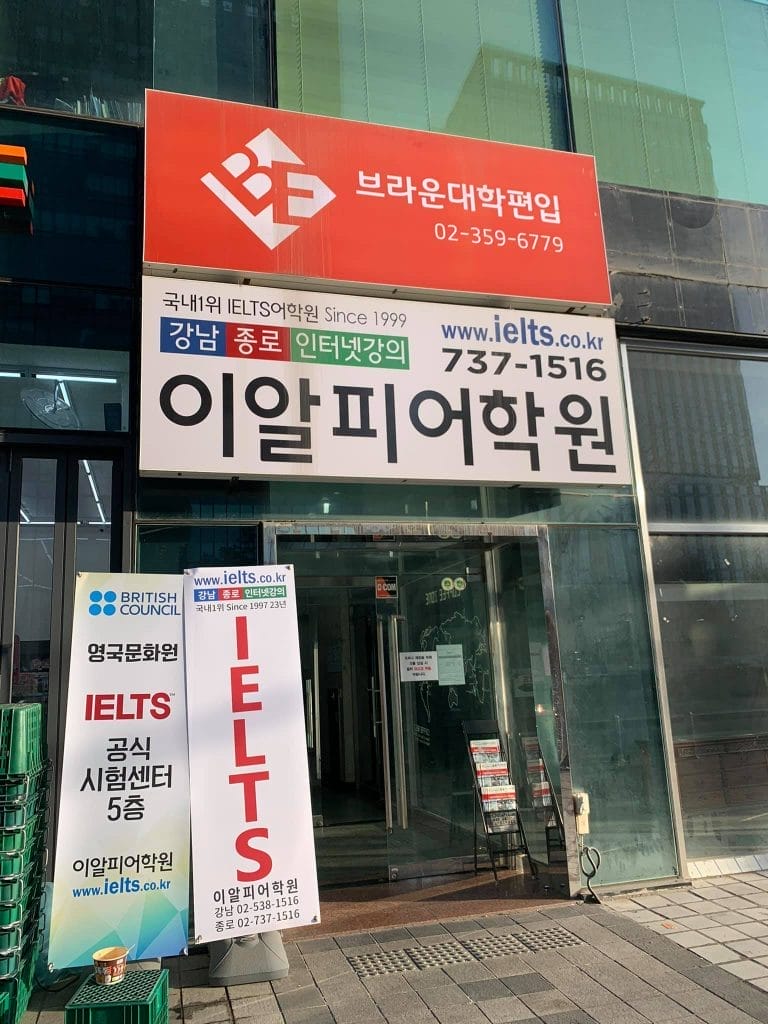 BE
브라운대학편입
02-359-6779
국내1위 IELTS어학원 Since 1999
강남 종로 인터넷강의
www.ielts.co.kr
737-1516
이알피어학원
BRITISH
COUNCIL
영국문화원
IELTS™
공식
시험센터
5층
이알피어학원
www.ielts.co.kr
www.ielts.co.kr
강남 종로 인터넷강의
국내1위 Since 1997 23년
IELTS
이알피어학원
강남 02-538-1516
종로 02-737-1516